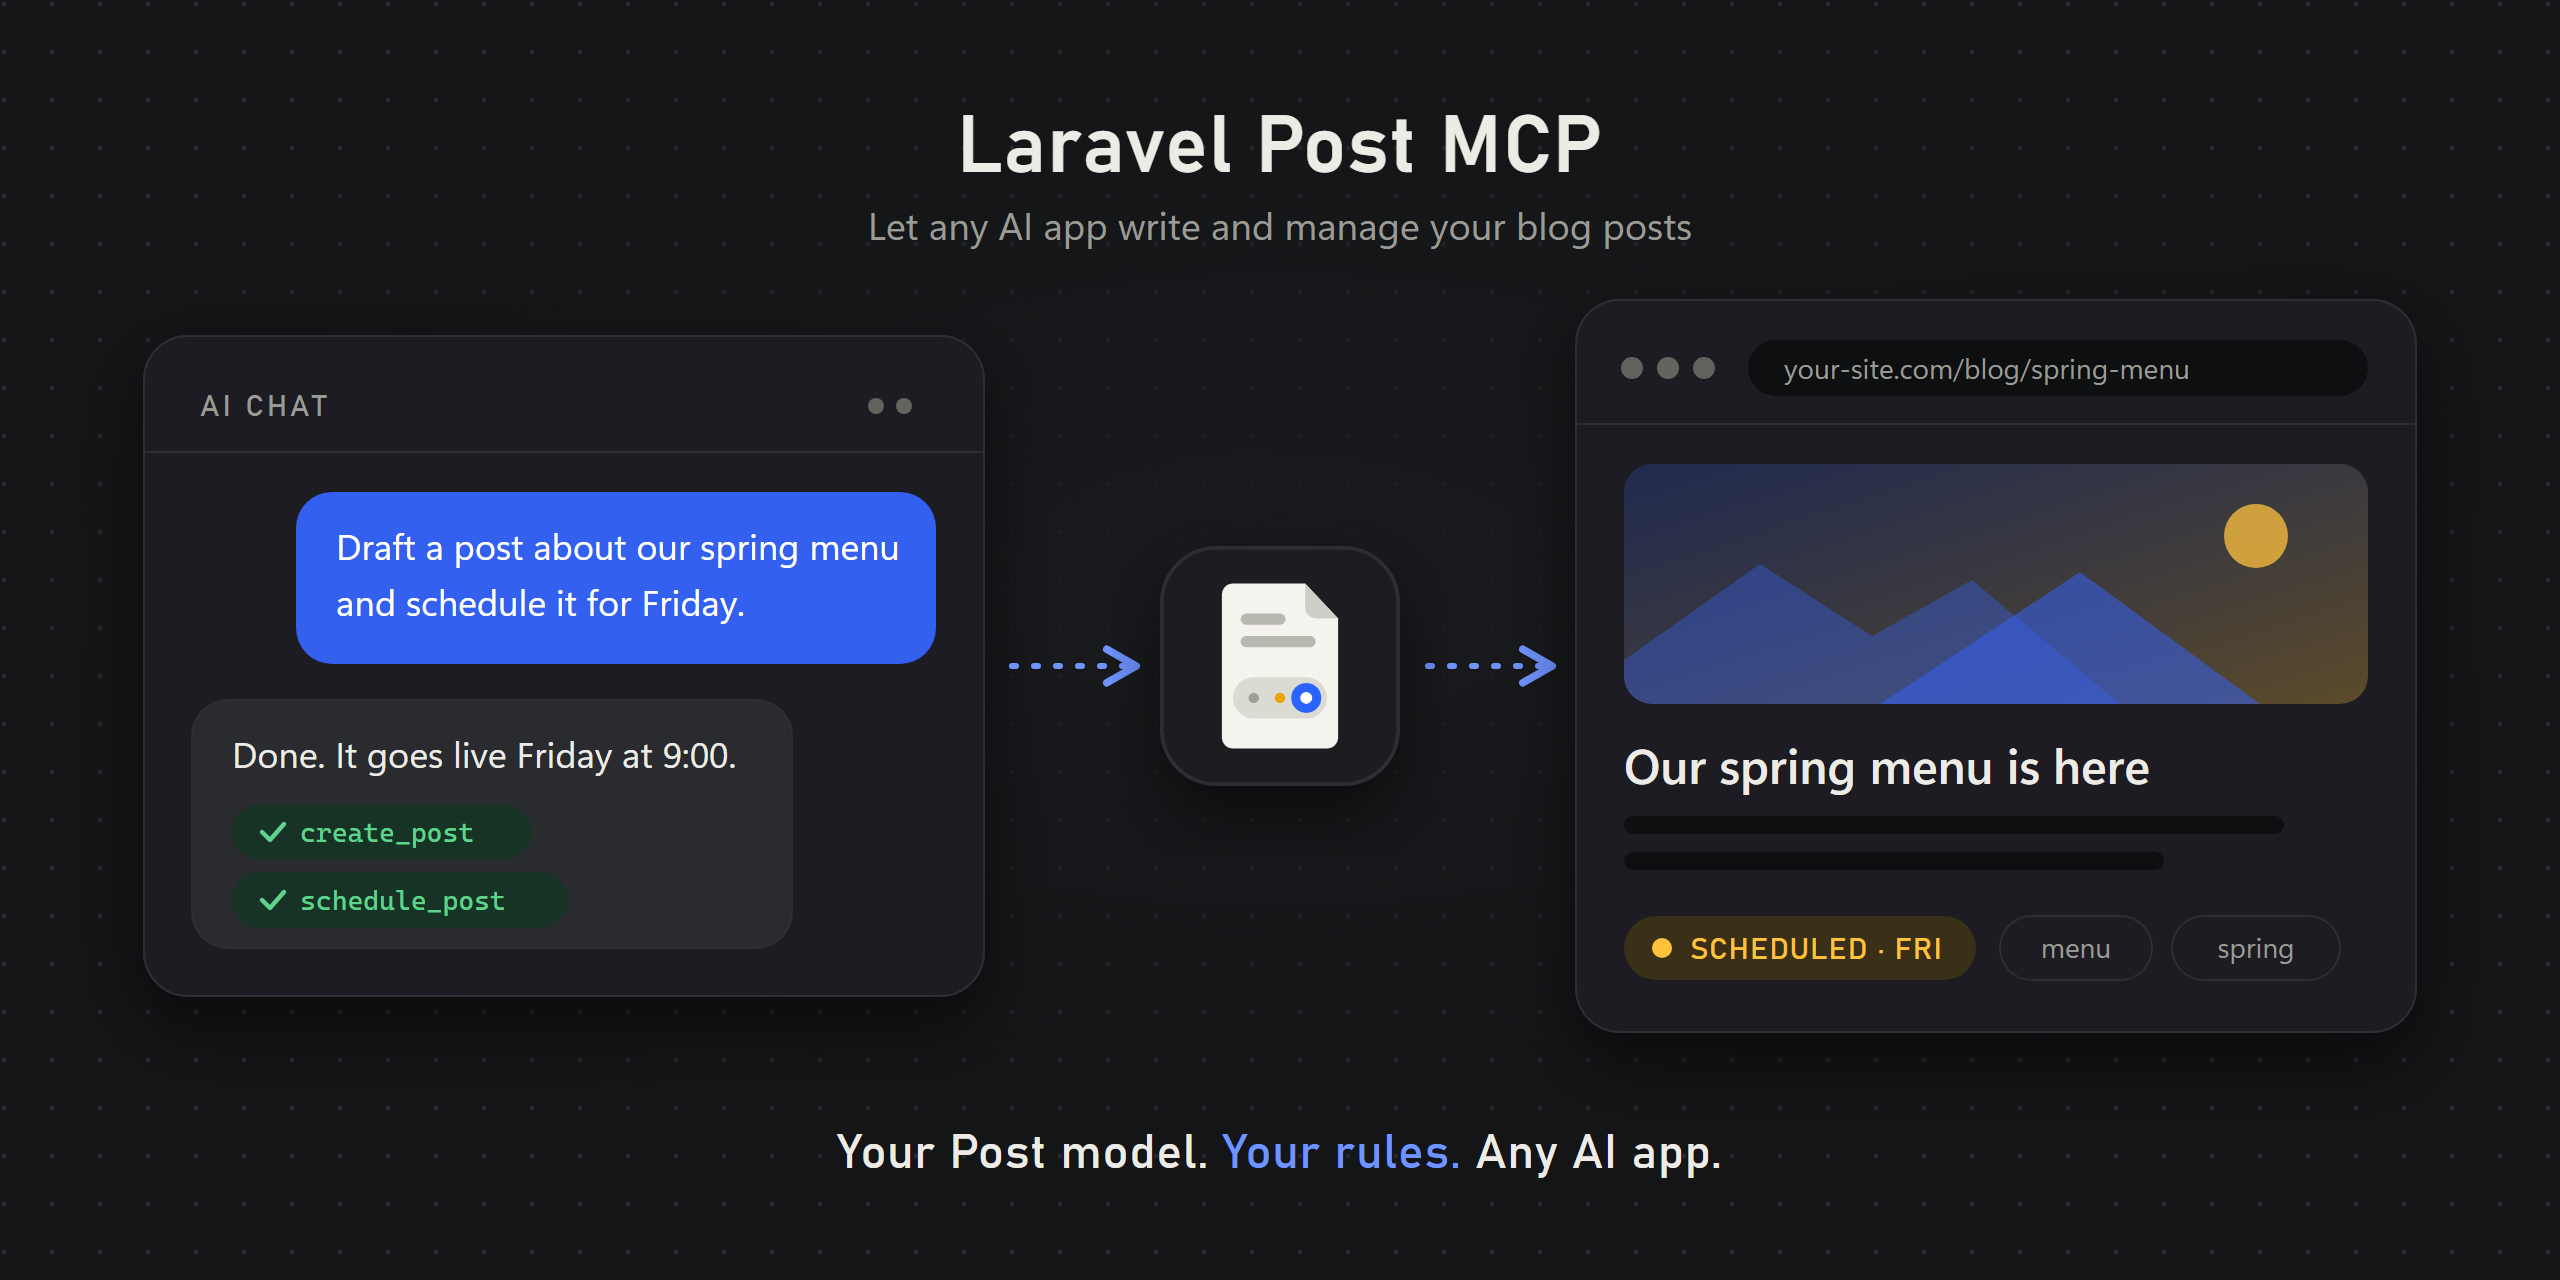 Laravel Post MCP
Let any AI app write and manage your blog posts
AI CHAT
Draft a post about our spring menu
and schedule it for Friday.
Done. It goes live Friday at 9:00.
create_post
schedule_post
your-site.com/blog/spring-menu
Our spring menu is here
SCHEDULED · FRI
menu
spring
Your Post model. Your rules. Any AI app.